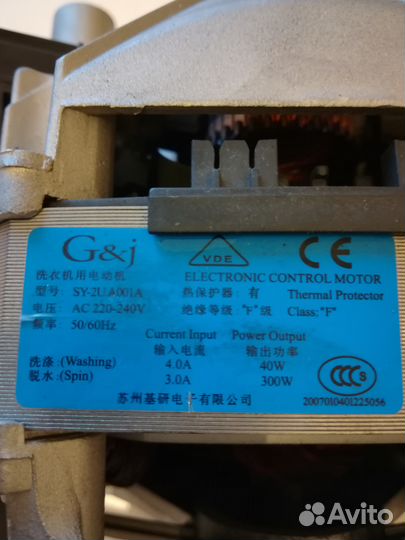 G&j
VDE
CE
洗衣机用电动机 ELECTRONIC CONTROL MOTOR
型号: SY-2UA001A 热保护器: 有 Thermal Protector
电压: AC 220-240V 绝缘等级: "F"级 Class: "F"
频率: 50/60Hz
Current Input Power Output
输入电流 输出功率
洗涤:(Washing) 4.0A 40W
脱水:(Spin) 3.0A 300W
CCC S
苏州基研电子有限公司
2007010401225056
Avito